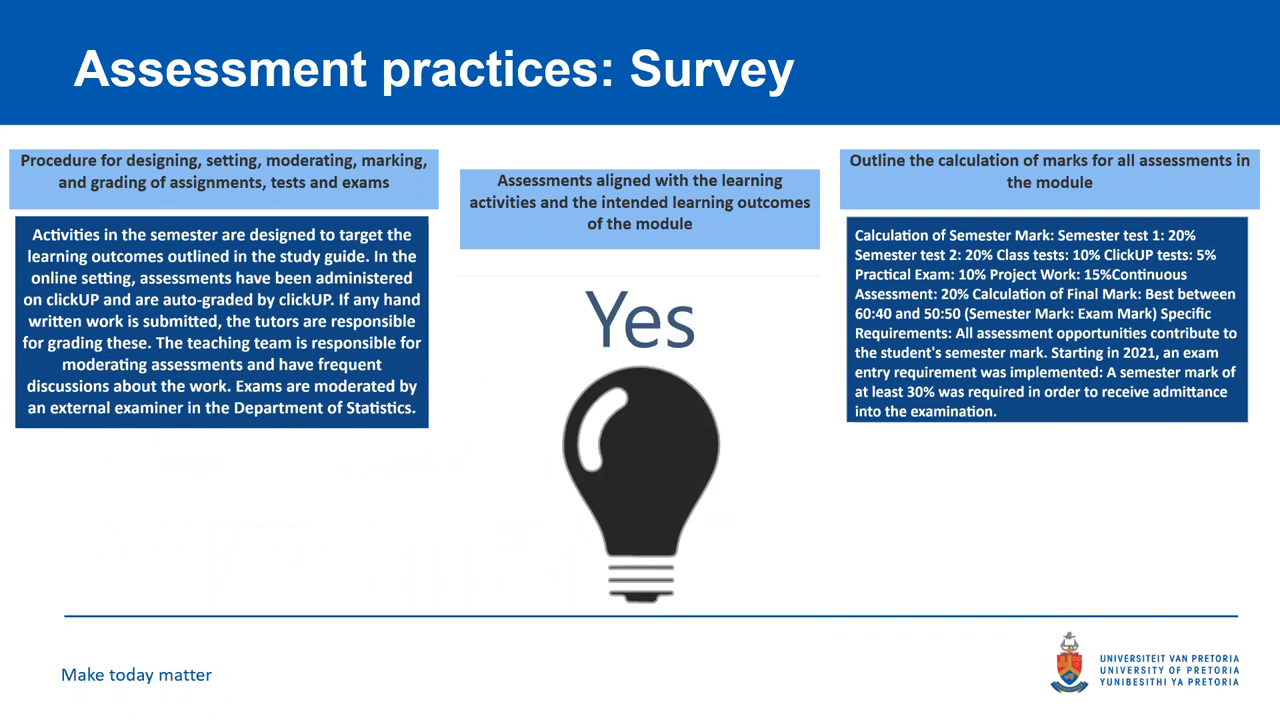 Assessment practices: Survey
Procedure for designing, setting, moderating, marking,
and grading of assignments, tests and exams
Activities in the semester are designed to target the
learning outcomes outlined in the study guide. In the
online setting, assessments have been administered
on clickUP and are auto-graded by clickUP. If any hand
written work is submitted, the tutors are responsible
for grading these. The teaching team is responsible for
moderating assessments and have frequent
discussions about the work. Exams are moderated by
an external examiner in the Department of Statistics.
Assessments aligned with the learning
activities and the intended learning outcomes
of the module
Yes
Outline the calculation of marks for all assessments in
the module
Calculation of Semester Mark: Semester test 1: 20%
Semester test 2: 20% Class tests: 10% ClickUP tests: 5%
Practical Exam: 10% Project Work: 15%Continuous
Assessment: 20% Calculation of Final Mark: Best between
60:40 and 50:50 (Semester Mark: Exam Mark) Specific
Requirements: All assessment opportunities contribute to
the student's semester mark. Starting in 2021, an exam
entry requirement was implemented: A semester mark of
at least 30% was required in order to receive admittance
into the examination.
Make today matter
UNIVERSITEIT VAN PRETORIA
UNIVERSITY OF PRETORIA
YUNIBESITHI YA PRETORIA